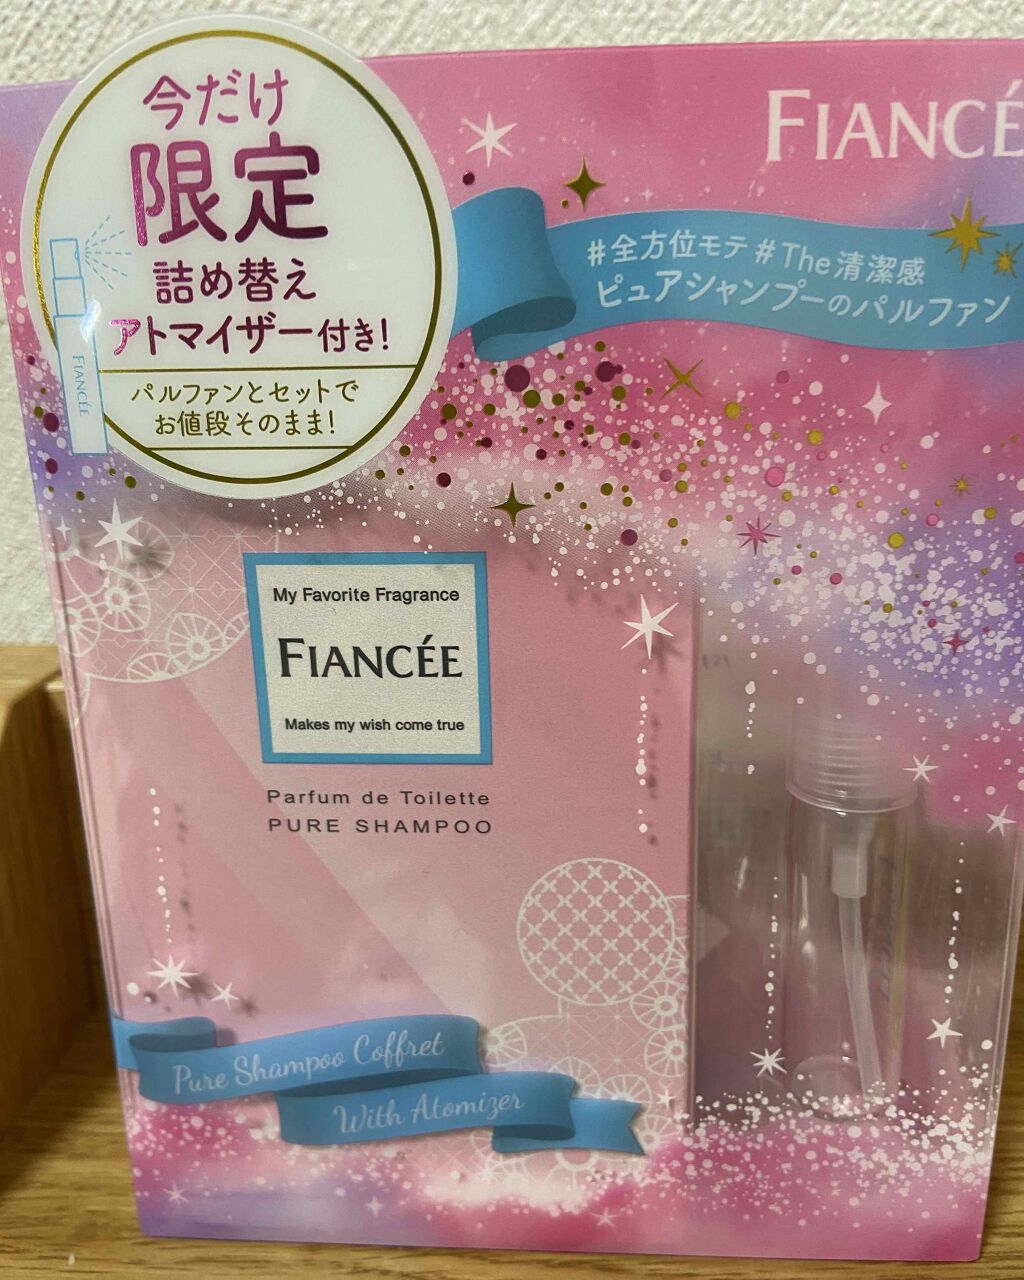 今だけ
限定
詰め替え
アトマイザー付き!
パルファンとセットで
お値段そのまま!
FIANCÉE
FIANCÉ
#全方位モテ #The清潔感
ピュアシャンプーのパルファン
My Favorite Fragrance
FIANCÉE
Makes my wish come true
Parfum de Toilette
PURE SHAMPOO
Pure Shampoo Coffret
With Atomizer